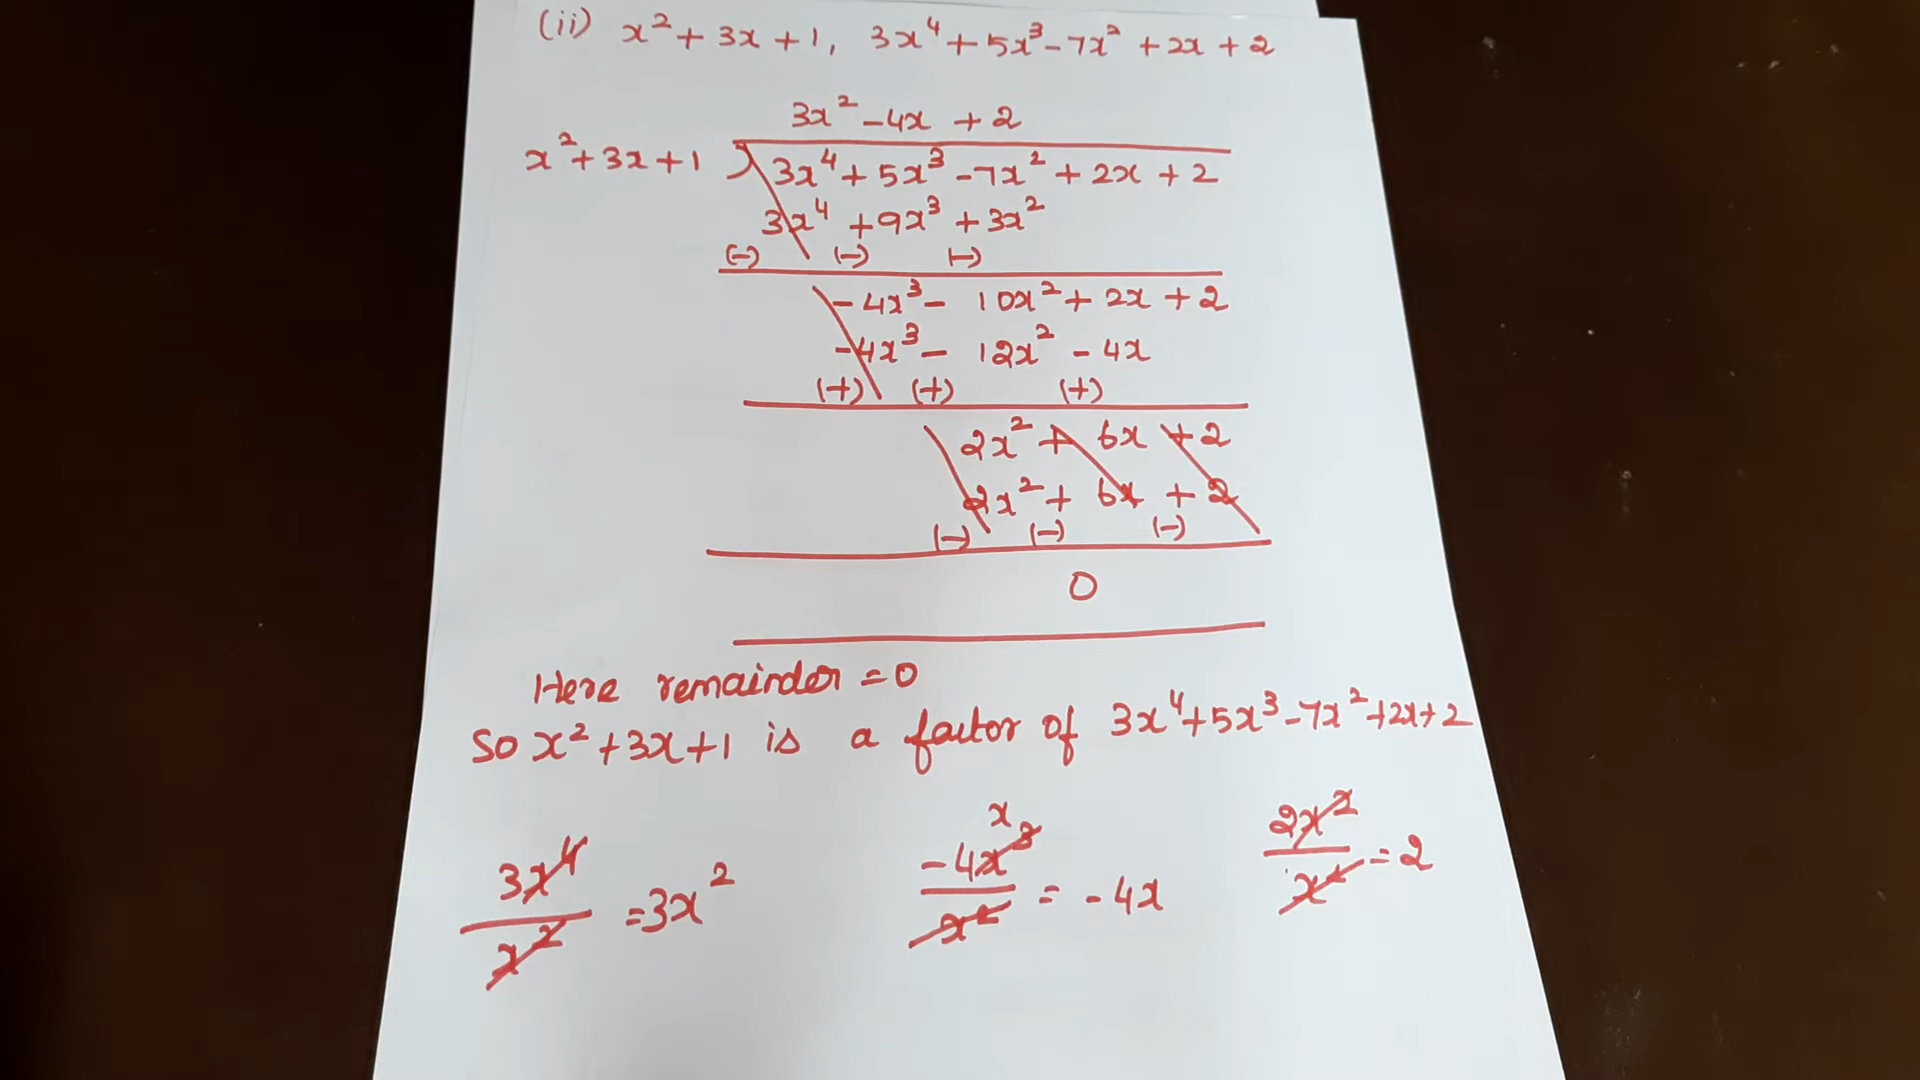 (ii) x² + 3x + 1, 3x⁴ + 5x³ - 7x² + 2x + 2
3x² - 4x + 2
x² + 3x + 1 ) 3x⁴ + 5x³ - 7x² + 2x + 2
3x⁴ + 9x³ + 3x²
(-) (-) (-)
-4x³ - 10x² + 2x + 2
-4x³ - 12x² - 4x
(+) (+) (+)
2x² + 6x + 2
2x² + 6x + 2
(-) (-) (-)
0
Here remainder = 0
So x² + 3x + 1 is a factor of 3x⁴ + 5x³ - 7x² + 2x + 2
3x⁴/x² = 3x²
x
-4x³/x² = -4x
2x²/x² = 2